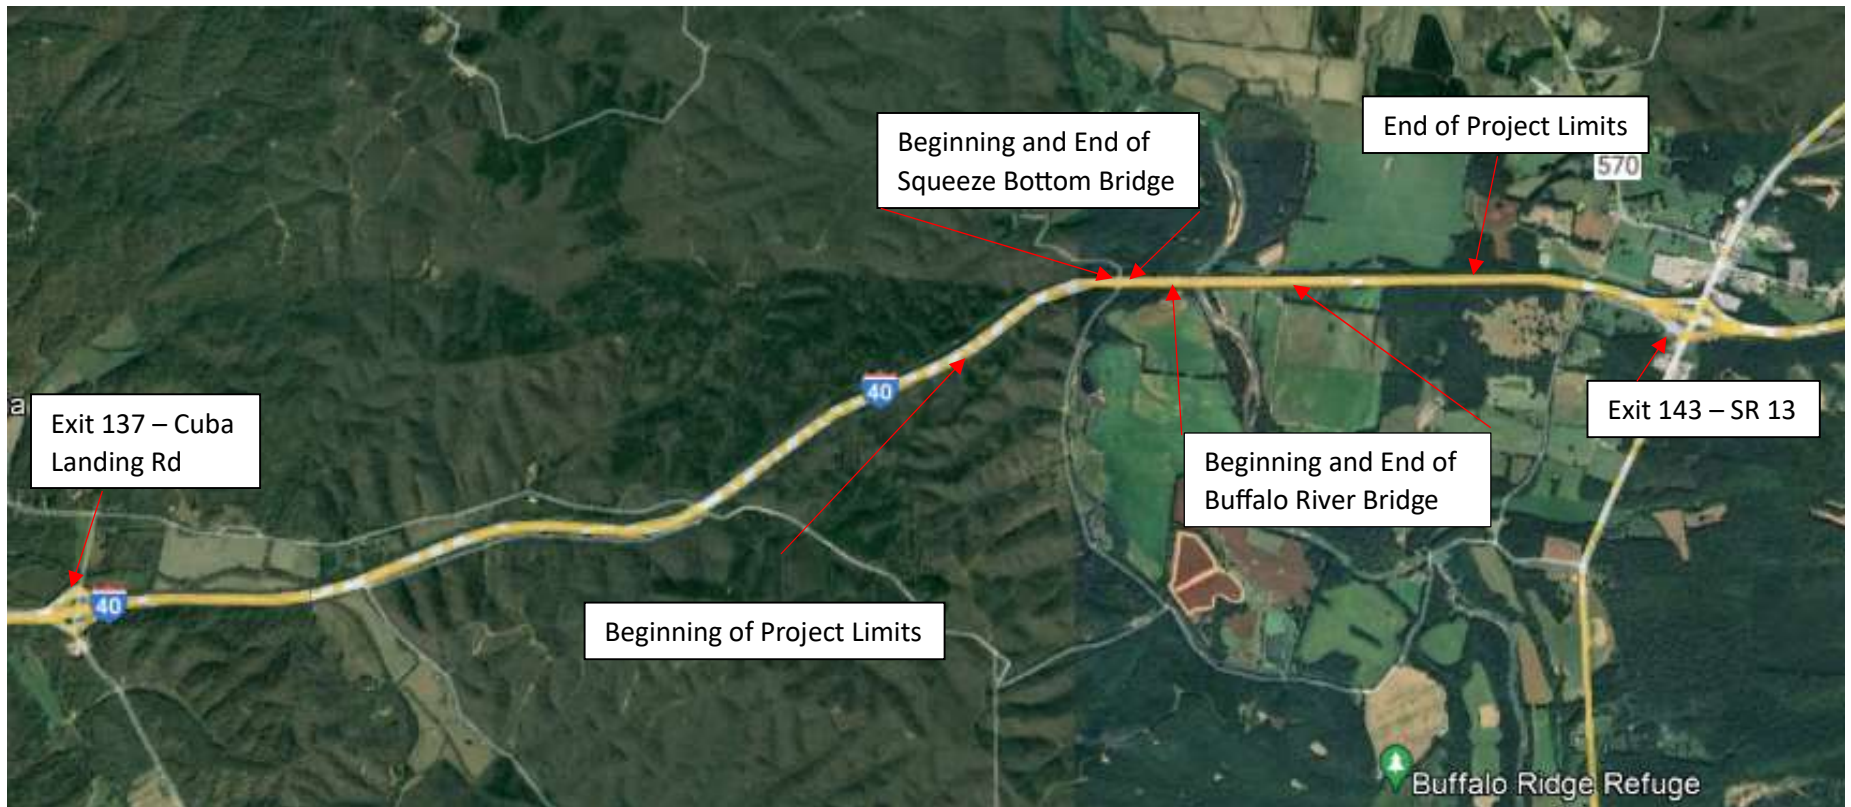 Beginning and End of
Squeeze Bottom Bridge
End of Project Limits
570
40
a
Exit 137 – Cuba
Landing Rd
Exit 143 – SR 13
Beginning and End of
Buffalo River Bridge
40
Beginning of Project Limits
Buffalo Ridge Refuge